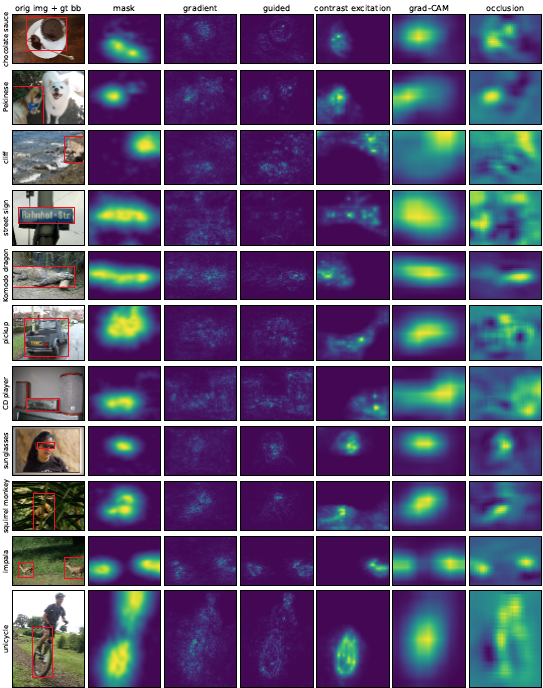 orig img + gt bb mask gradient guided contrast excitation grad-CAM occlusion
chocolate sauce
Pekinese
cliff
street sign
Bahnhof-Str.
Komodo dragon
pickup
CD player
sunglasses
squirrel monkey
impala
unicycle